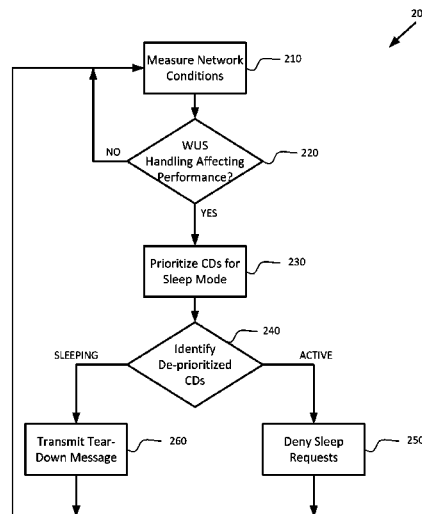 20
Measure Network
Conditions
210
WUS
Handling Affecting
Performance?
220
NO
YES
Prioritize CDs for
Sleep Mode
230
240
Identify
De-prioritized
CDs
SLEEPING
ACTIVE
Transmit Tear-
Down Message
260
Deny Sleep
Requests
250